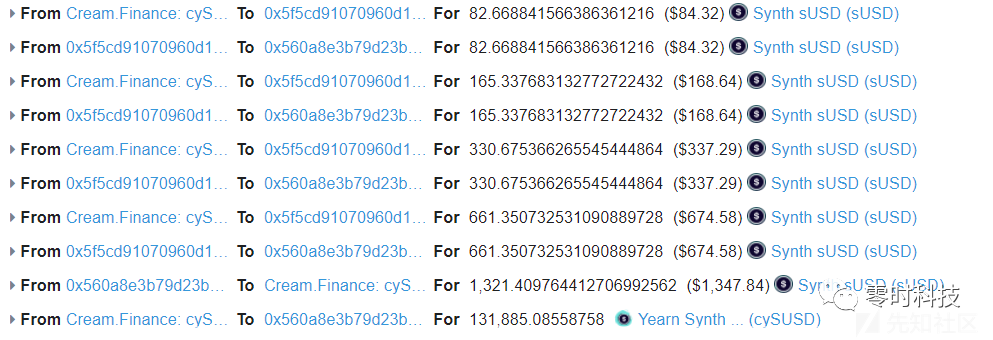 From Cream.Finance: cyS... To 0x5f5cd91070960d1... For 82.668841566386361216 ($84.32) Synth sUSD (sUSD)
From 0x5f5cd91070960d1... To 0x560a8e3b79d23b... For 82.668841566386361216 ($84.32) Synth sUSD (sUSD)
From Cream.Finance: cyS... To 0x5f5cd91070960d1... For 165.337683132772722432 ($168.64) Synth sUSD (sUSD)
From 0x5f5cd91070960d1... To 0x560a8e3b79d23b... For 165.337683132772722432 ($168.64) Synth sUSD (sUSD)
From Cream.Finance: cyS... To 0x5f5cd91070960d1... For 330.675366265545444864 ($337.29) Synth sUSD (sUSD)
From 0x5f5cd91070960d1... To 0x560a8e3b79d23b... For 330.675366265545444864 ($337.29) Synth sUSD (sUSD)
From Cream.Finance: cyS... To 0x5f5cd91070960d1... For 661.350732531090889728 ($674.58) Synth sUSD (sUSD)
From 0x5f5cd91070960d1... To 0x560a8e3b79d23b... For 661.350732531090889728 ($674.58) Synth sUSD (sUSD)
From 0x560a8e3b79d23b... To Cream.Finance: cyS... For 1,321.409764412706992562 ($1,347.84) Synth sUSD (sUSD)
零时科技
From Cream.Finance: cyS... To 0x560a8e3b79d23b... For 131,885.08558758 Yearn Synth ... (cySUSD)
先知社区